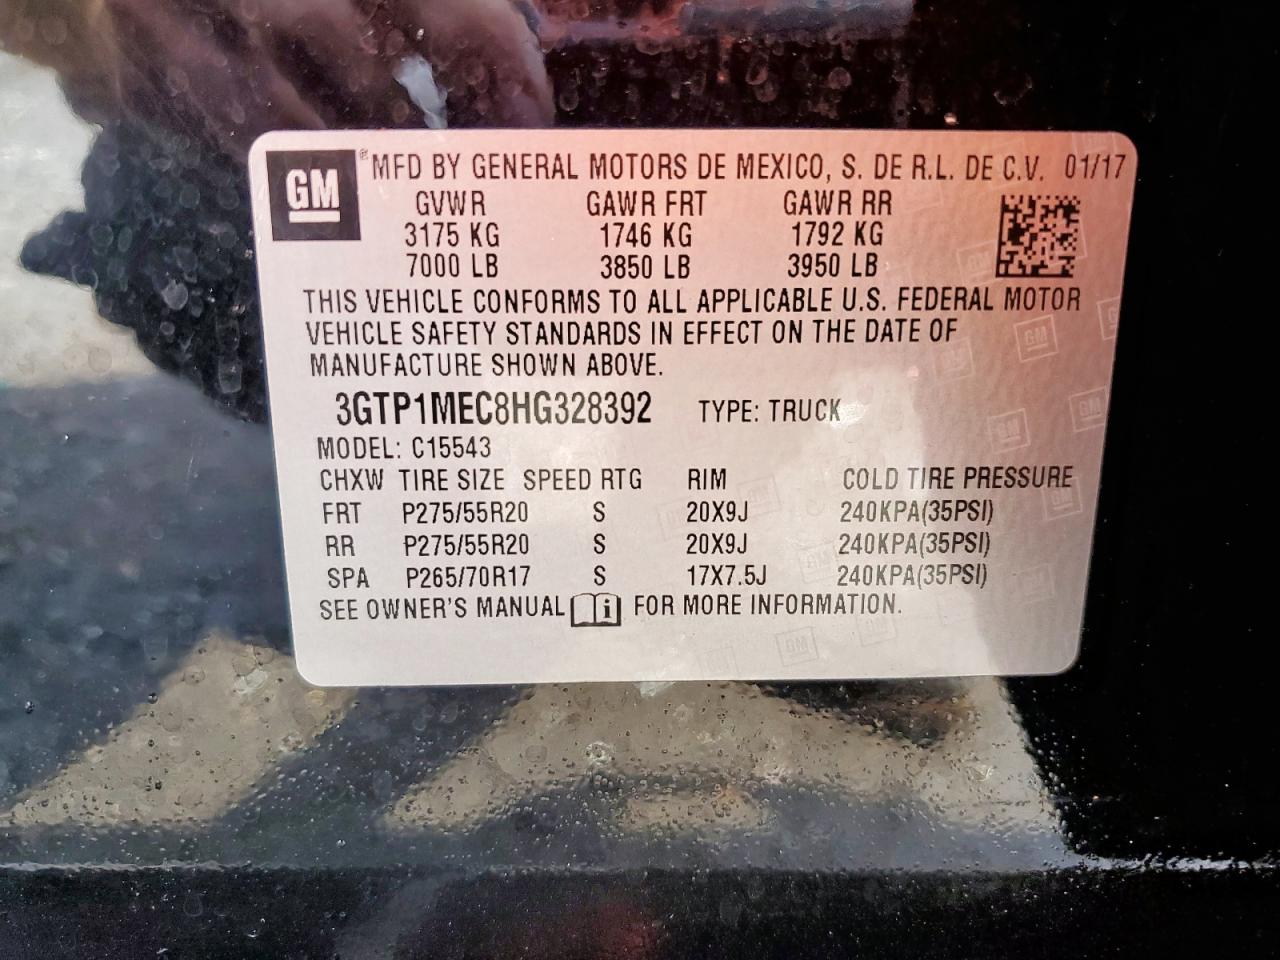 GM ® MFD BY GENERAL MOTORS DE MEXICO, S. DE R.L. DE C.V. 01/17
GVWR GAWR FRT GAWR RR
3175 KG 1746 KG 1792 KG
7000 LB 3850 LB 3950 LB
THIS VEHICLE CONFORMS TO ALL APPLICABLE U.S. FEDERAL MOTOR
VEHICLE SAFETY STANDARDS IN EFFECT ON THE DATE OF
MANUFACTURE SHOWN ABOVE.
3GTP1MEC8HG328392 TYPE: TRUCK
MODEL: C15543
CHXW TIRE SIZE SPEED RTG RIM COLD TIRE PRESSURE
FRT P275/55R20 S 20X9J 240KPA(35PSI)
RR P275/55R20 S 20X9J 240KPA(35PSI)
SPA P265/70R17 S 17X7.5J 240KPA(35PSI)
SEE OWNER'S MANUAL i FOR MORE INFORMATION.